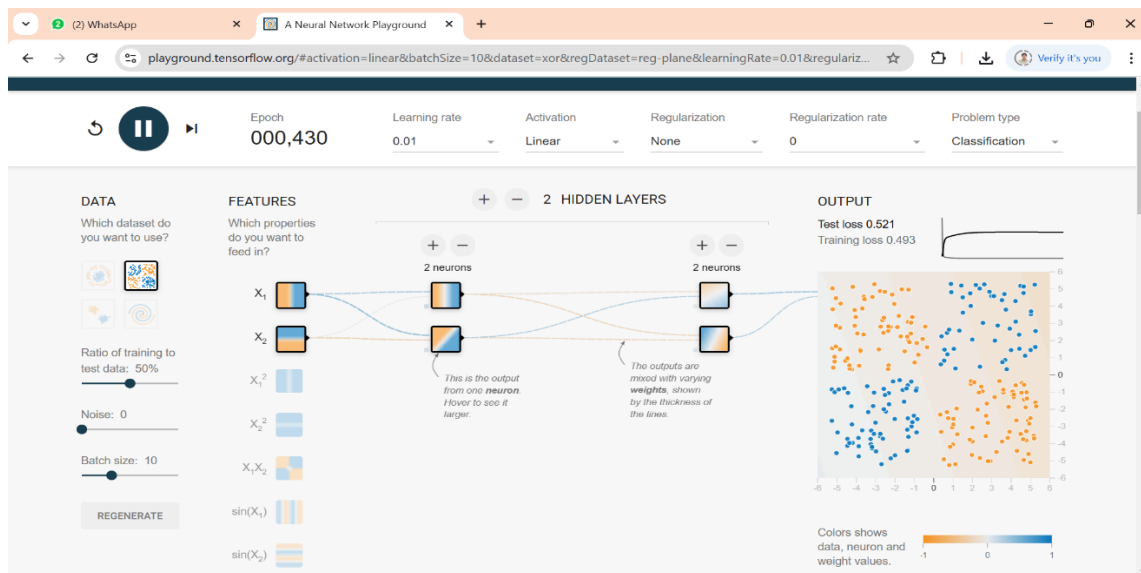 (2) WhatsApp
A Neural Network Playground
playground.tensorflow.org/#activation=linear&batchSize=10&dataset=xor&regDataset=reg-plane&learningRate=0.01&regulariz...
Verify it's you
Epoch
000,430
Learning rate
0.01
Activation
Linear
Regularization
None
Regularization rate
0
Problem type
Classification
DATA
Which dataset do
you want to use?
Ratio of training to
test data: 50%
Noise: 0
Batch size: 10
REGENERATE
FEATURES
Which properties
do you want to
feed in?
X1
X2
X1²
X2²
X1X2
sin(X1)
sin(X2)
+ − 2 HIDDEN LAYERS
+ −
2 neurons
+ −
2 neurons
This is the output
from one neuron.
Hover to see it
larger.
The outputs are
mixed with varying
weights, shown
by the thickness of
the lines.
OUTPUT
Test loss 0.521
Training loss 0.493
6
5
4
3
2
1
0
-1
-2
-3
-4
-5
-6
-6 -5 -4 -3 -2 -1 0 1 2 3 4 5 6
Colors shows
data, neuron and
weight values.
-1 0 1